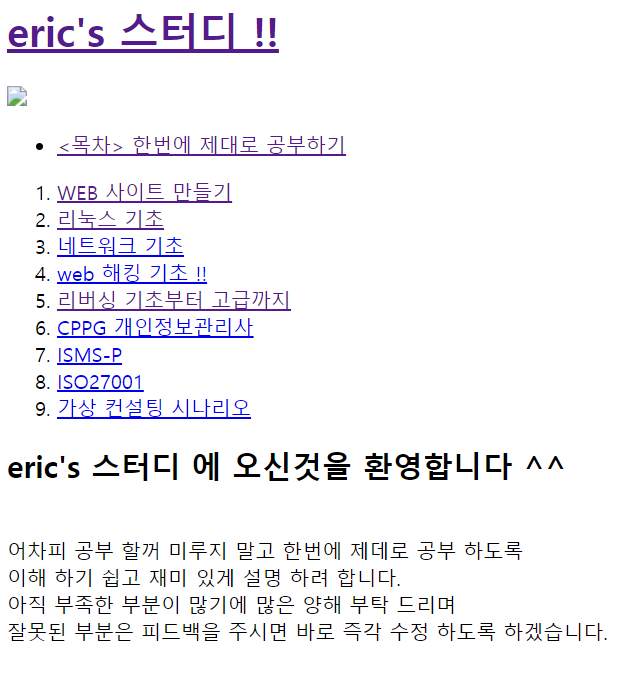 eric's 스터디 !!
<목차> 한번에 제대로 공부하기
1. WEB 사이트 만들기
2. 리눅스 기초
3. 네트워크 기초
4. web 해킹 기초 !!
5. 리버싱 기초부터 고급까지
6. CPPG 개인정보관리사
7. ISMS-P
8. ISO27001
9. 가상 컨설팅 시나리오
eric's 스터디 에 오신것을 환영합니다 ^^
어차피 공부 할꺼 미루지 말고 한번에 제데로 공부 하도록
이해 하기 쉽고 재미 있게 설명 하려 합니다.
아직 부족한 부분이 많기에 많은 양해 부탁 드리며
잘못된 부분은 피드백을 주시면 바로 즉각 수정 하도록 하겠습니다.